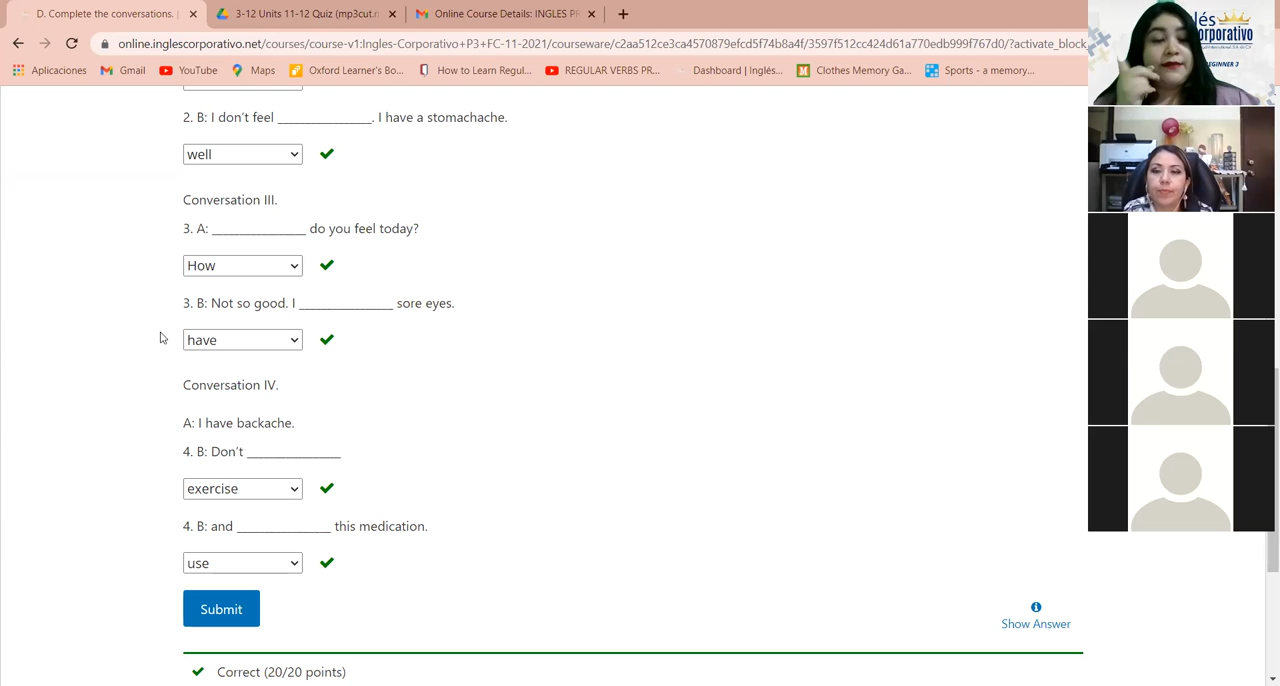 D. Complete the conversations. |
3-12 Units 11-12 Quiz (mp3cut.n
Online Course Details: INGLES PR
online.inglescorporativo.net/courses/course-v1:Ingles-Corporativo+P3+FC-11-2021/courseware/c2aa512ce3ca4570879efcd5f74b8a4f/3597f512cc424d61a770edb999f767d0/?activate_block
Aplicaciones
Gmail
YouTube
Maps
Oxford Learner's Bo...
How to Learn Regul...
REGULAR VERBS PR...
Dashboard | Inglés...
Clothes Memory Ga...
Sports - a memory...
2. B: I don't feel _______________. I have a stomachache.
well
Conversation III.
3. A: _______________ do you feel today?
How
3. B: Not so good. I _______________ sore eyes.
have
Conversation IV.
A: I have backache.
4. B: Don't _______________
exercise
4. B: and _______________ this medication.
use
Submit
Show Answer
Correct (20/20 points)